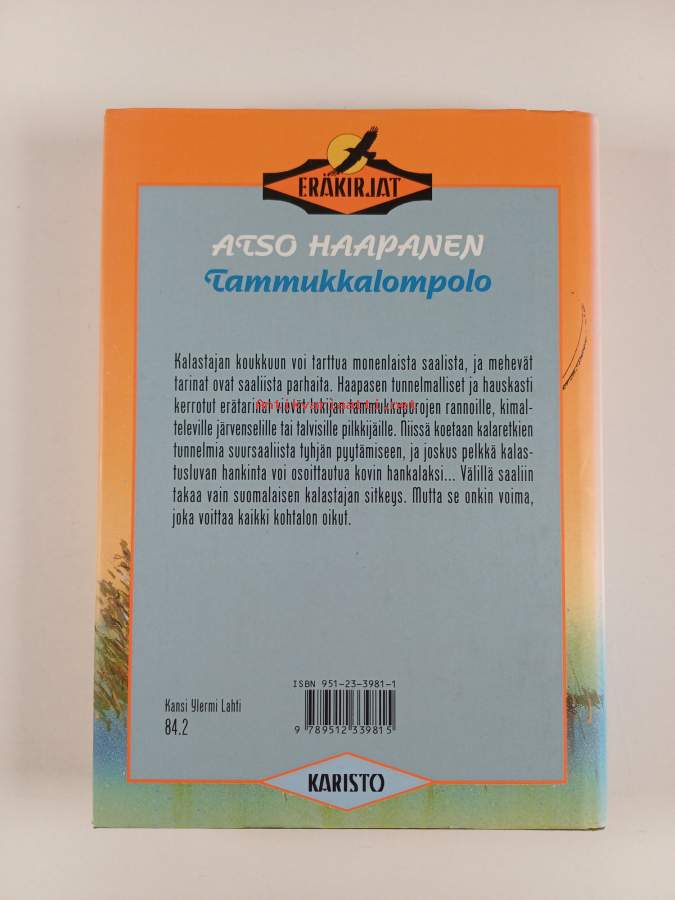 ERÄKIRJAT
ATSO HAAPANEN
Tammukkalompolo
Kalastajan koukkuun voi tarttua monenlaista saalista, ja mehevät
tarinat ovat saaliista parhaita. Haapasen tunnelmalliset ja hauskasti
kerrotut erätarinat vievät lukijan tammukkapurojen rannoille, kimal-
televille järvenselille tai talvisille pilkkijäille. Niissä koetaan kalaretkien
tunnelmia suursaaliista tyhjän pyytämiseen, ja joskus pelkkä kalas-
tusluvan hankinta voi osoittautua kovin hankalaksi... Välillä saaliin
takaa vain suomalaisen kalastajan sitkeys. Mutta se onkin voima,
joka voittaa kaikki kohtalon oikut.
ISBN 951-23-3981-1
Kansi Ylermi Lahti
84.2
9 789512 339815
KARISTO